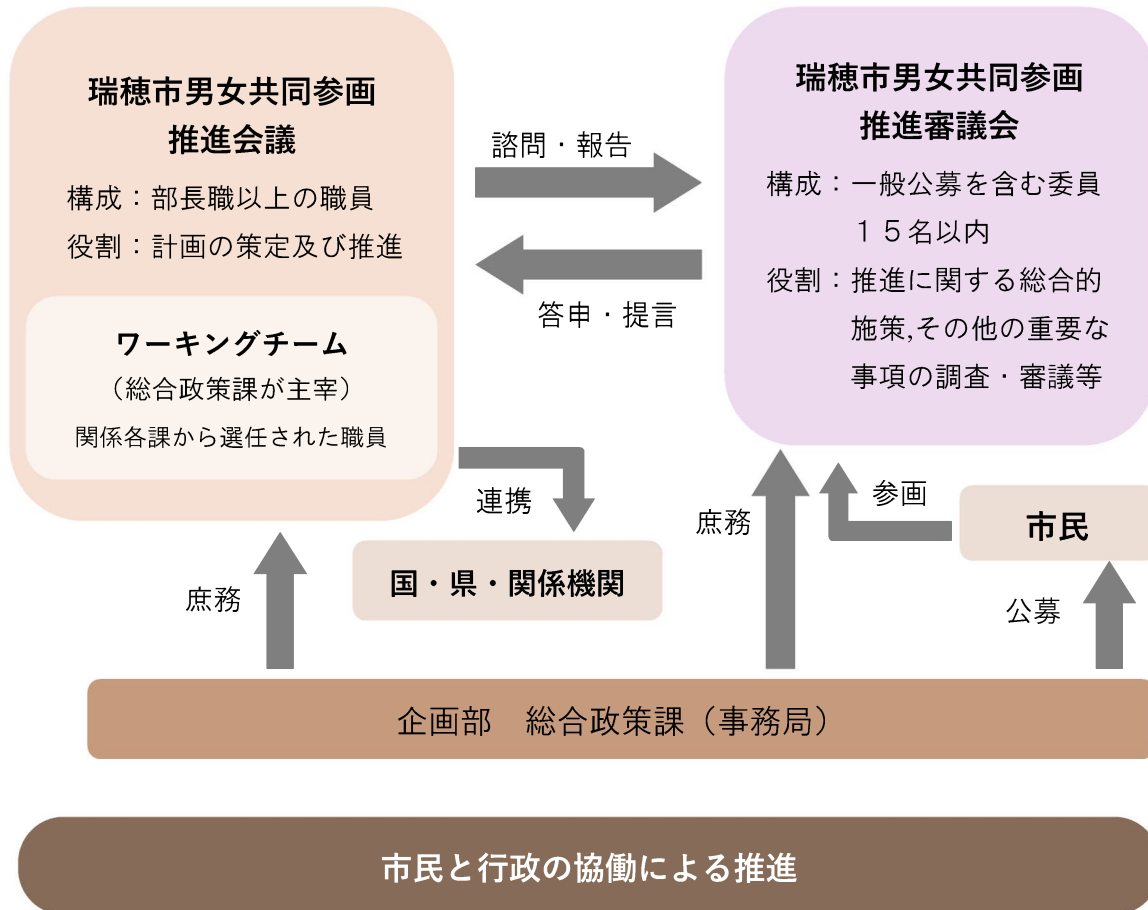 瑞穂市男女共同参画
推進会議
構成：部長職以上の職員
役割：計画の策定及び推進
ワーキングチーム
（総合政策課が主宰）
関係各課から選任された職員
諮問・報告
答申・提言
瑞穂市男女共同参画
推進審議会
構成：一般公募を含む委員
１５名以内
役割：推進に関する総合的
施策,その他の重要な
事項の調査・審議等
連携
国・県・関係機関
庶務
庶務
参画
市民
公募
企画部　総合政策課（事務局）
市民と行政の協働による推進